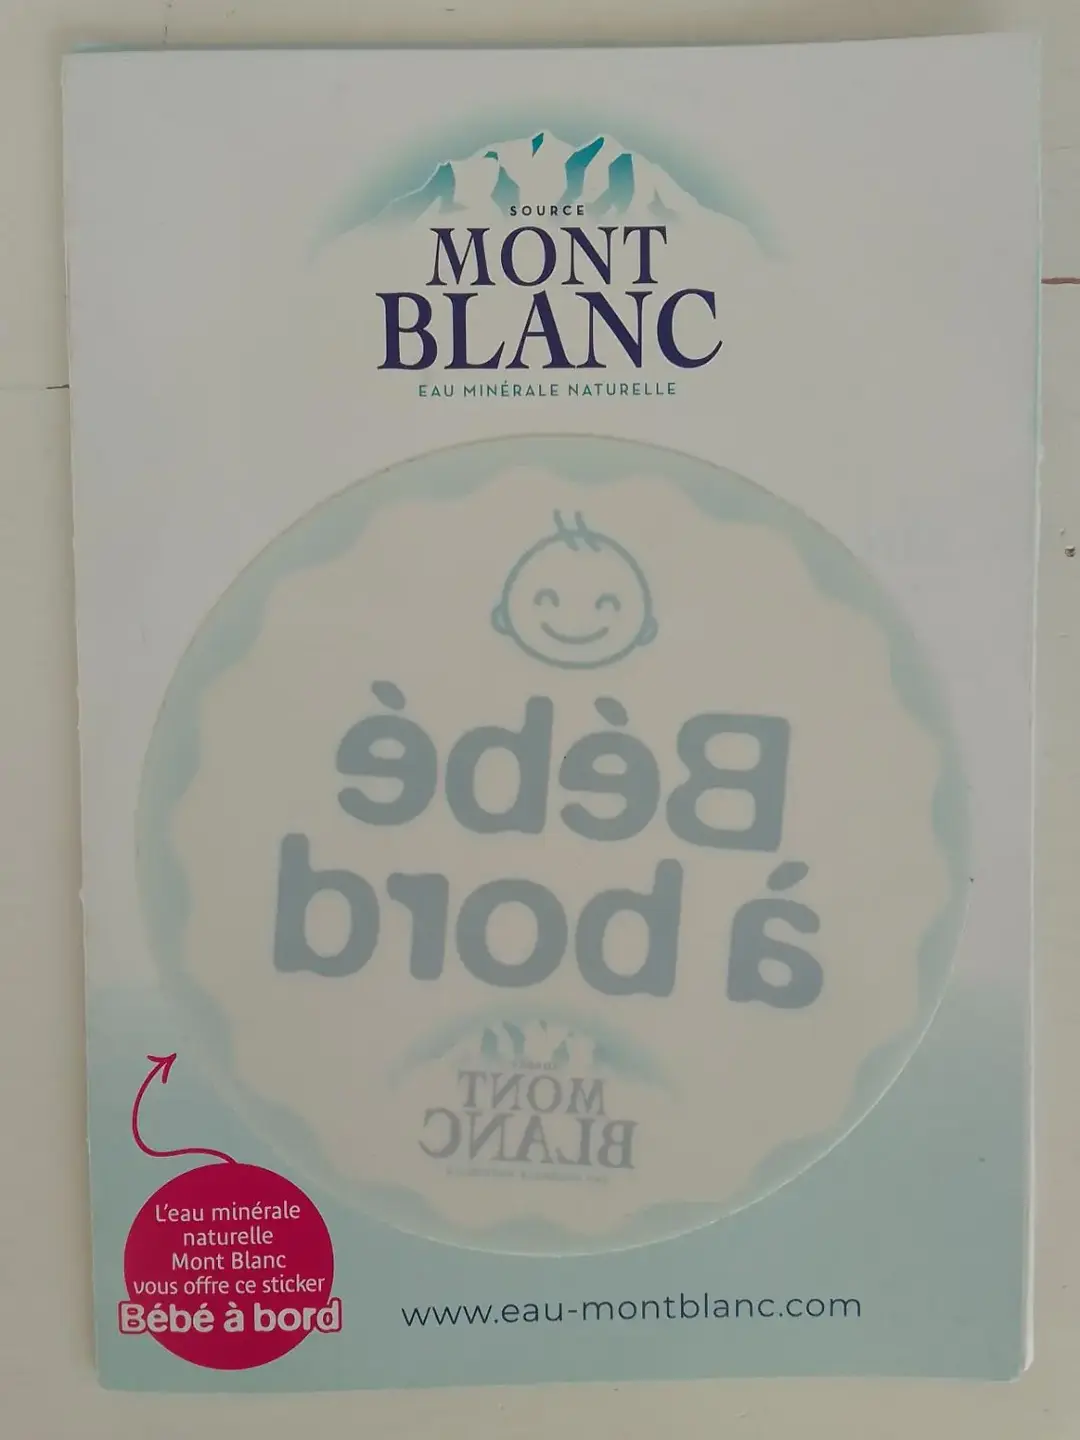 SOURCE
MONT
BLANC
EAU MINÉRALE NATURELLE
Bébé
à bord
MONT
BLANC
L'eau minérale
naturelle
Mont Blanc
vous offre ce sticker
Bébé à bord
www.eau-montblanc.com